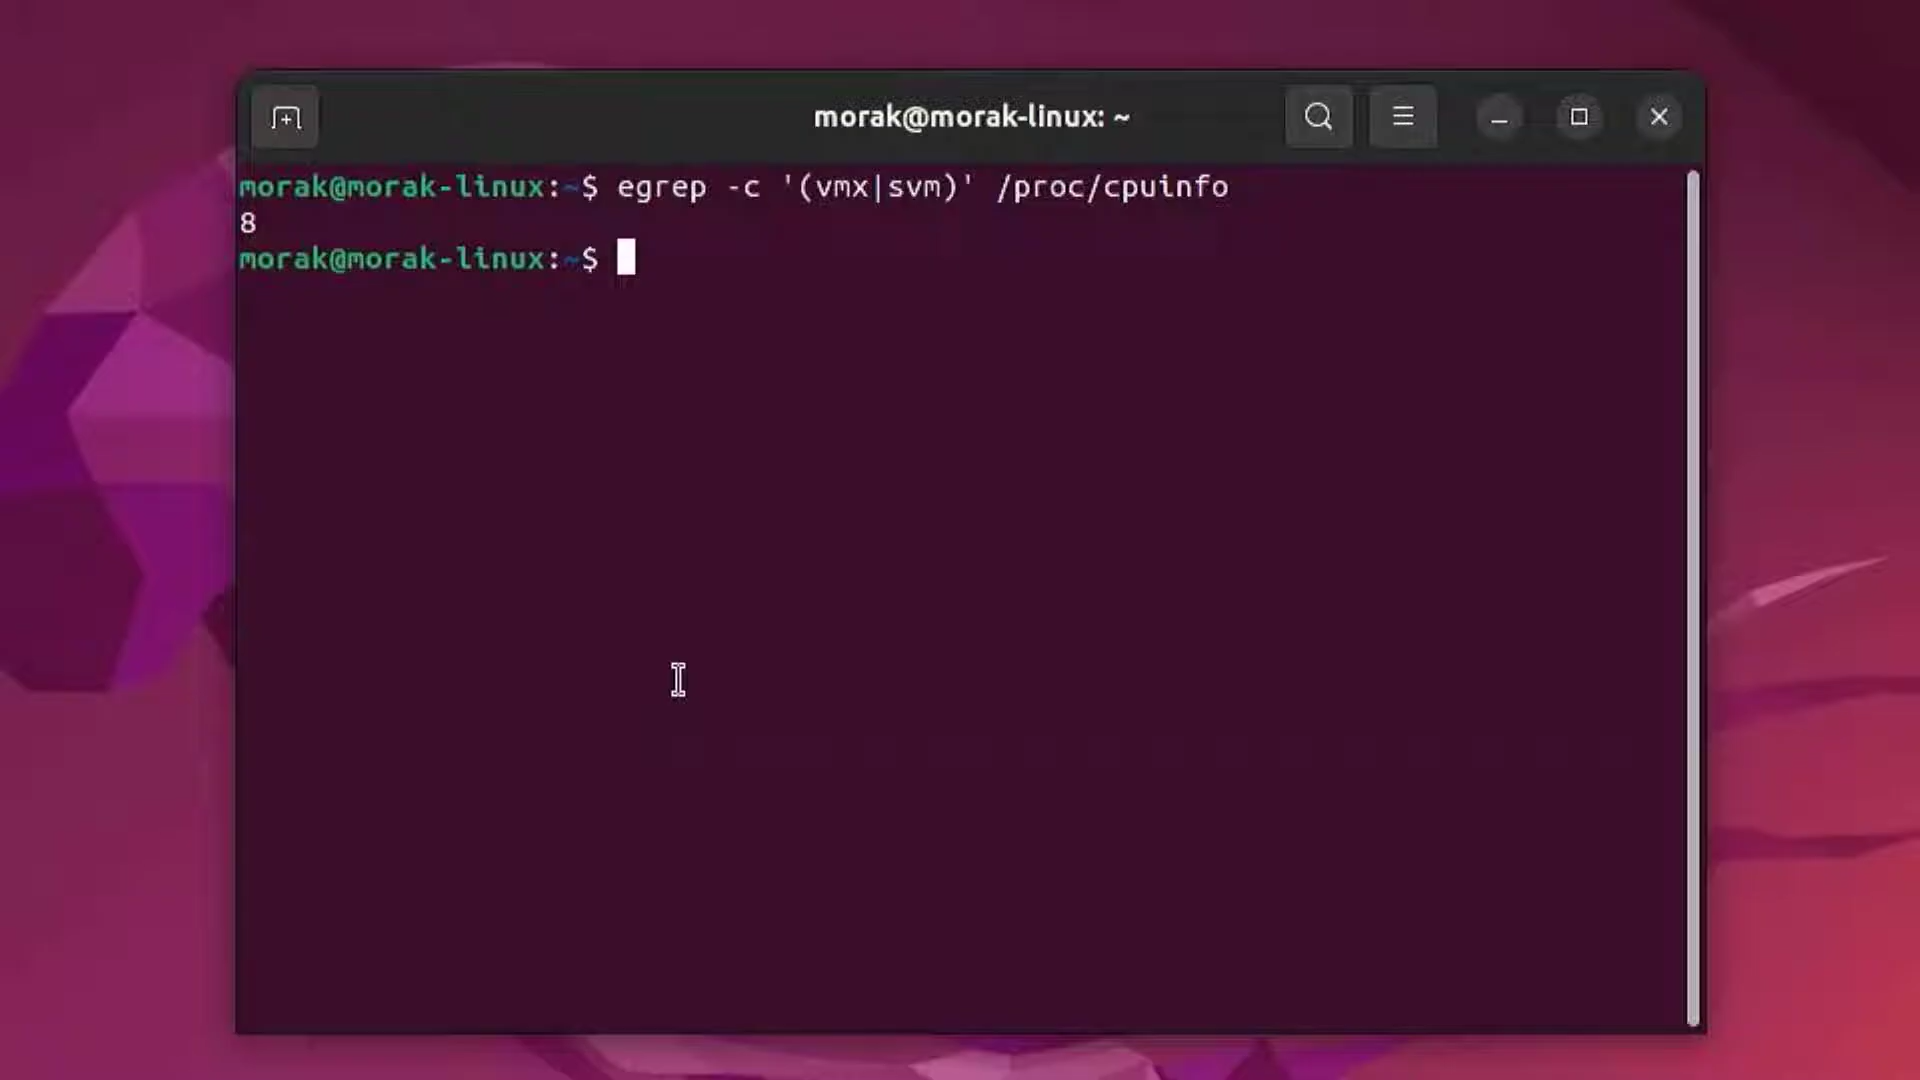 morak@morak-linux: ~
morak@morak-linux:~$ egrep -c '(vmx|svm)' /proc/cpuinfo
8
morak@morak-linux:~$